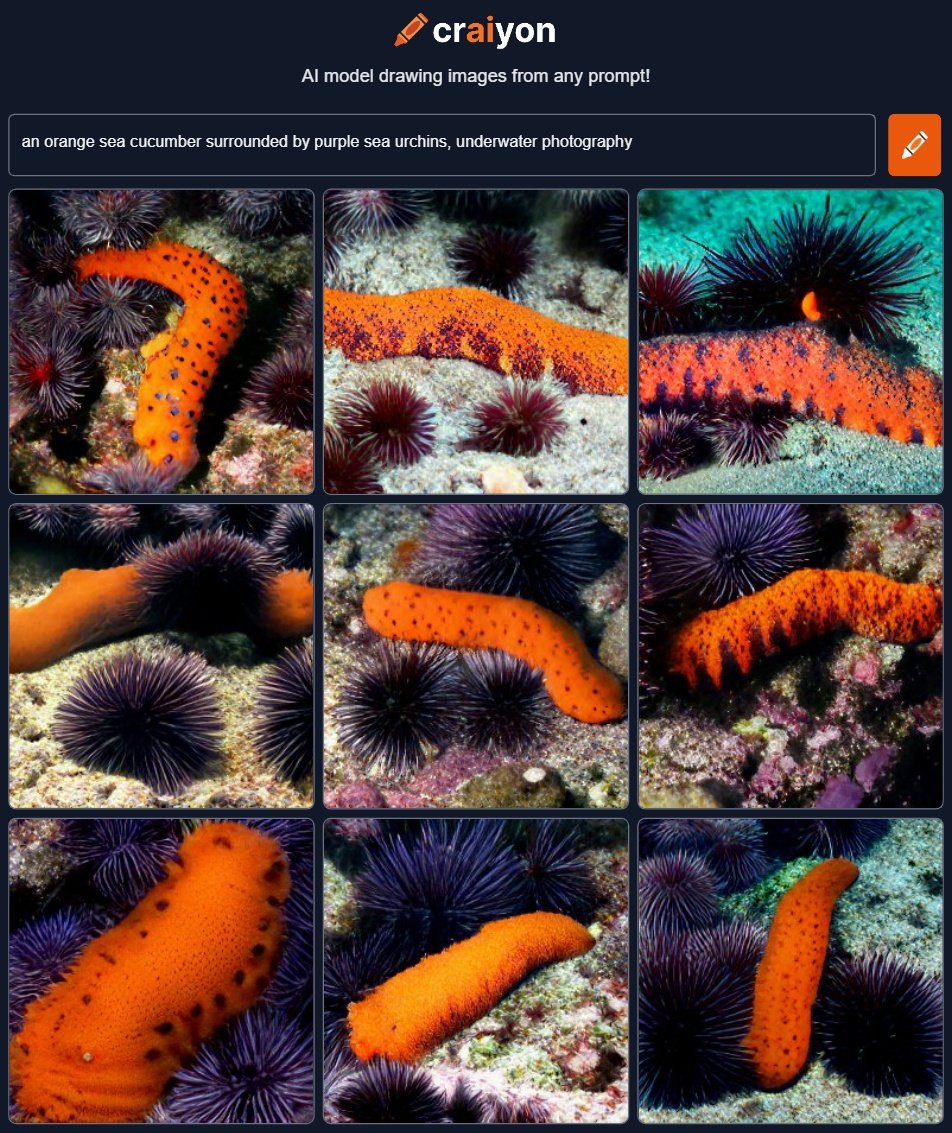 craiyon
AI model drawing images from any prompt!
an orange sea cucumber surrounded by purple sea urchins, underwater photography